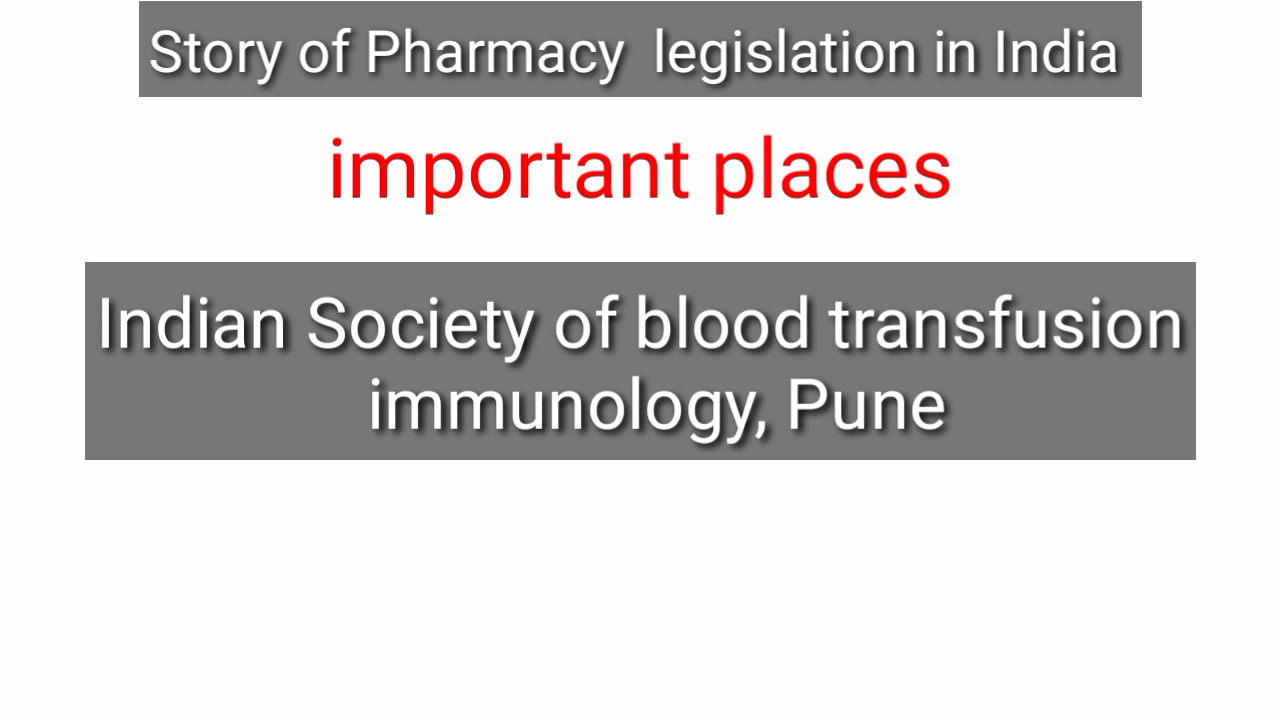 Story of Pharmacy legislation in India
important places
Indian Society of blood transfusion
immunology, Pune